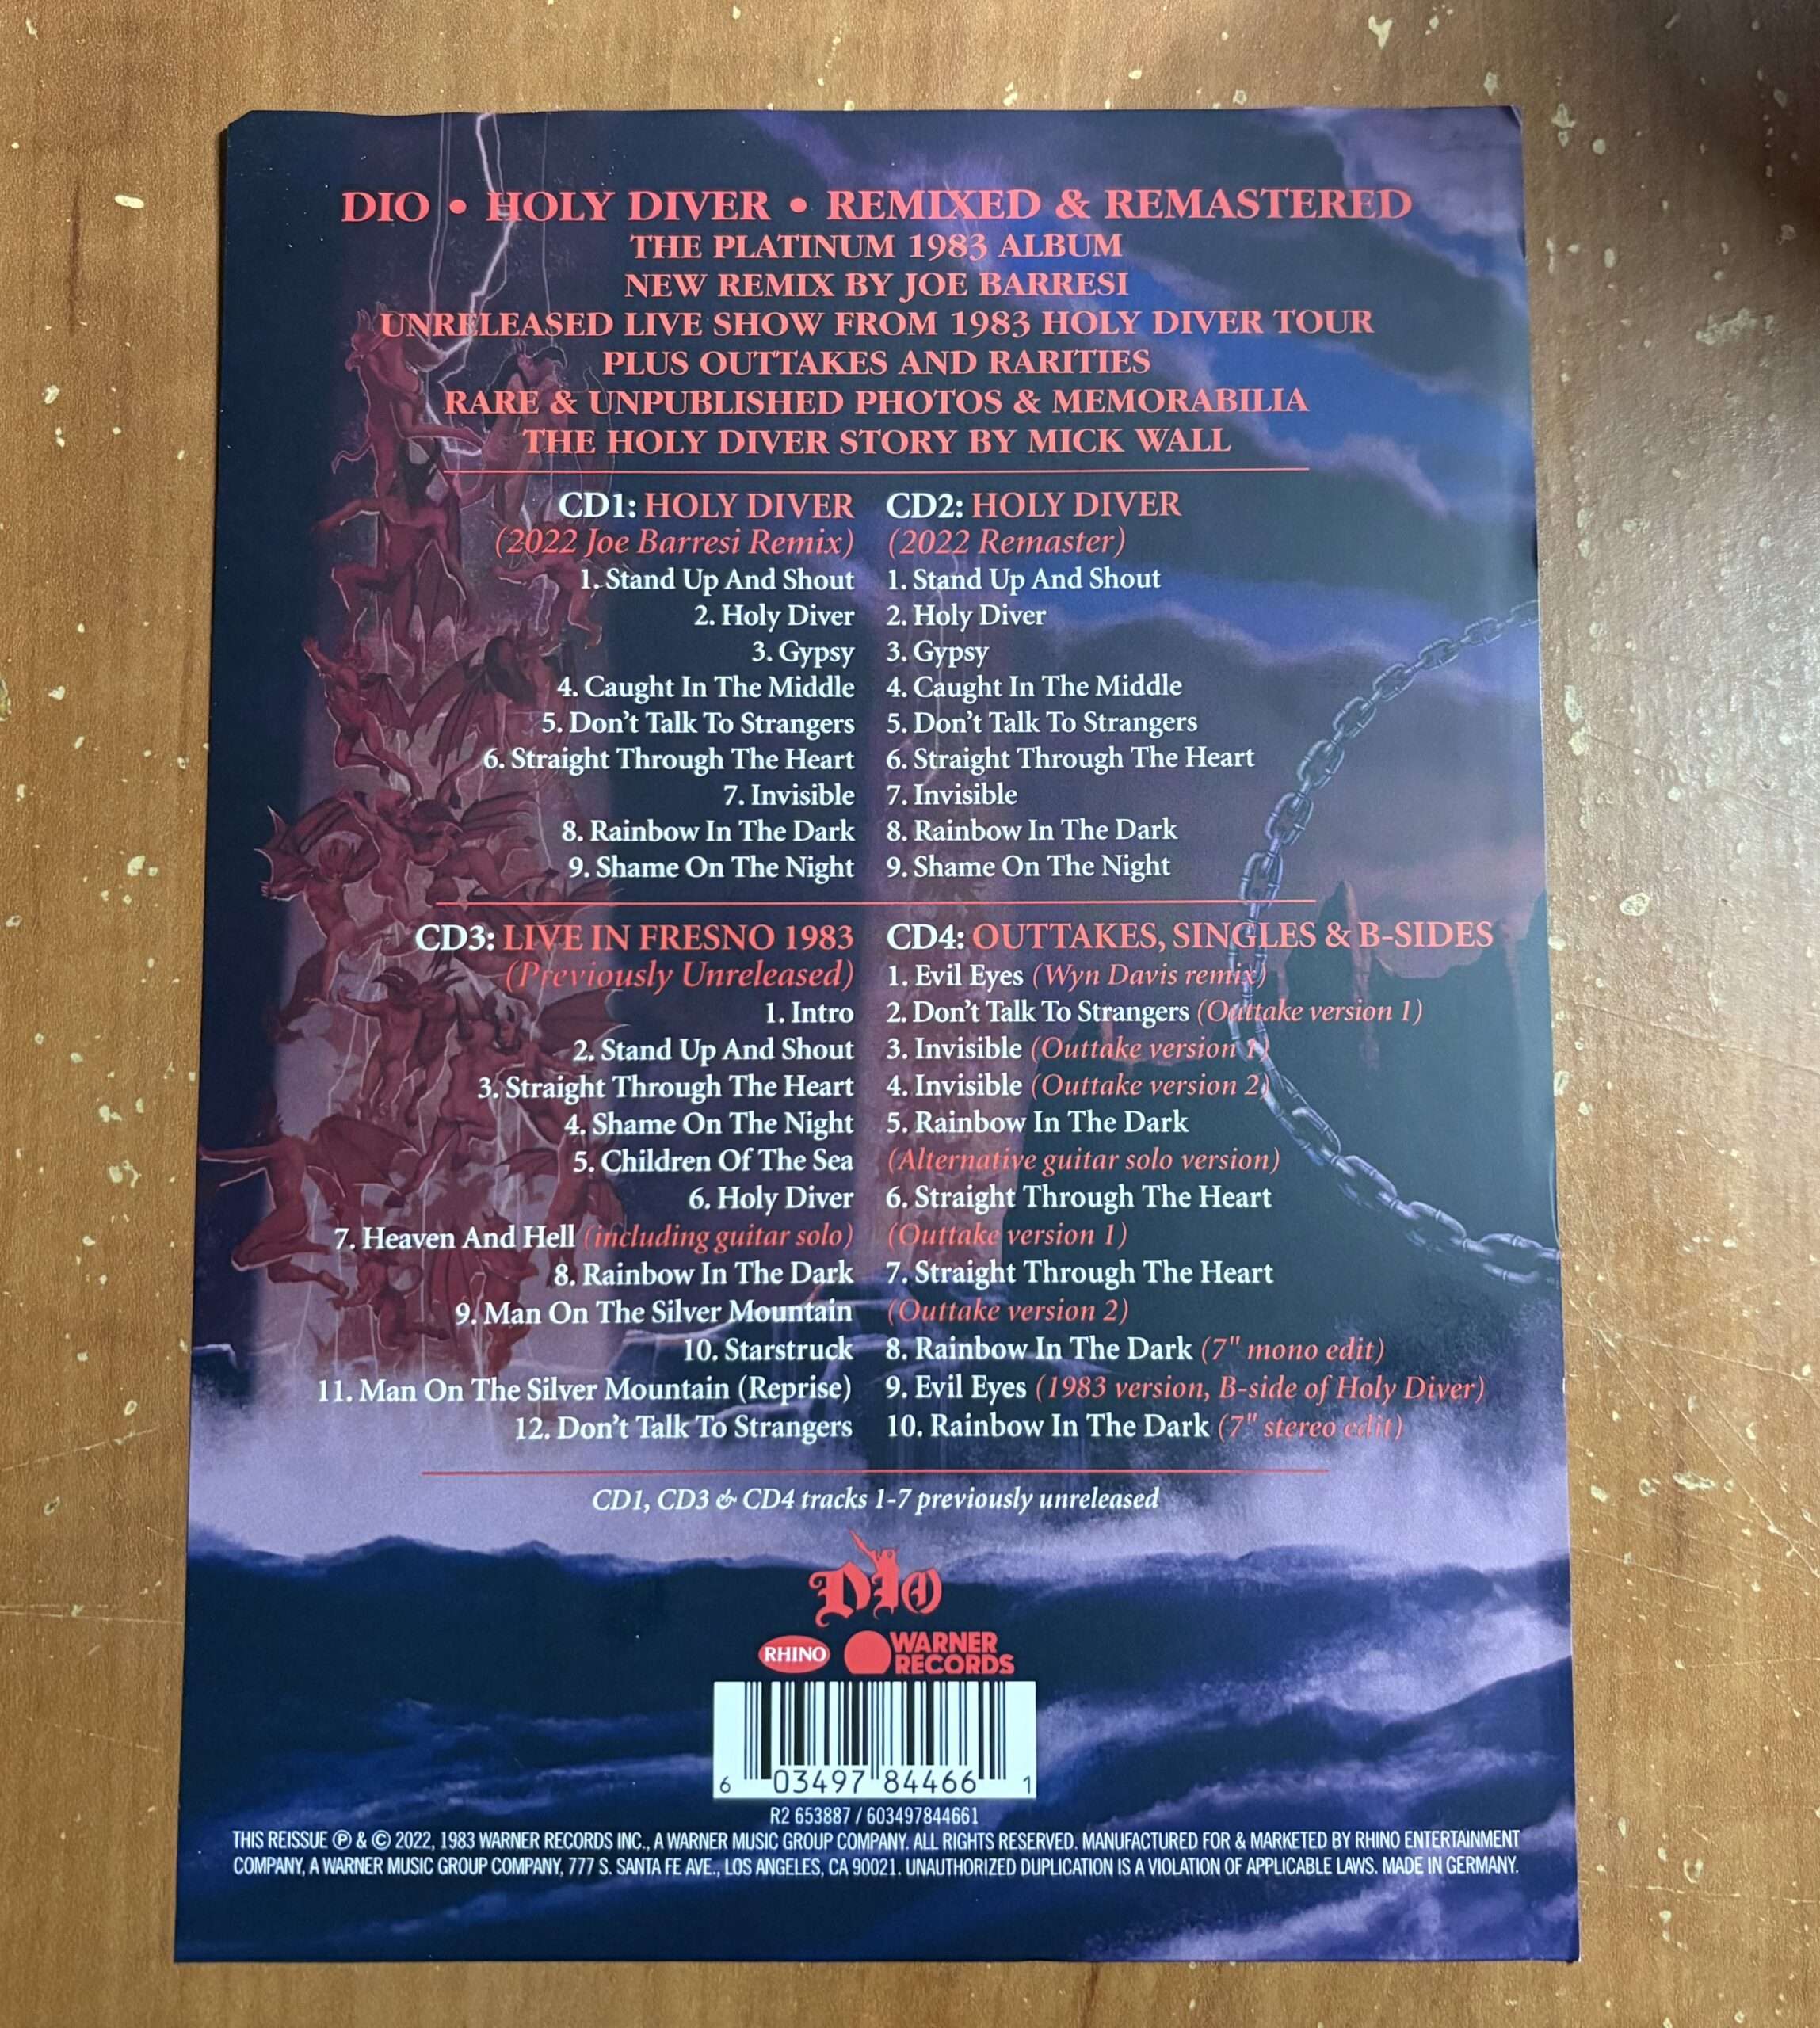 DIO • HOLY DIVER • REMIXED & REMASTERED
THE PLATINUM 1983 ALBUM
NEW REMIX BY JOE BARRESI
UNRELEASED LIVE SHOW FROM 1983 HOLY DIVER TOUR
PLUS OUTTAKES AND RARITIES
RARE & UNPUBLISHED PHOTOS & MEMORABILIA
THE HOLY DIVER STORY BY MICK WALL
CD1: HOLY DIVER
(2022 Joe Barresi Remix)
1. Stand Up And Shout
2. Holy Diver
3. Gypsy
4. Caught In The Middle
5. Don't Talk To Strangers
6. Straight Through The Heart
7. Invisible
8. Rainbow In The Dark
9. Shame On The Night
CD2: HOLY DIVER
(2022 Remaster)
1. Stand Up And Shout
2. Holy Diver
3. Gypsy
4. Caught In The Middle
5. Don't Talk To Strangers
6. Straight Through The Heart
7. Invisible
8. Rainbow In The Dark
9. Shame On The Night
CD3: LIVE IN FRESNO 1983
(Previously Unreleased)
1. Intro
2. Stand Up And Shout
3. Straight Through The Heart
4. Shame On The Night
5. Children Of The Sea
6. Holy Diver
7. Heaven And Hell (including guitar solo)
8. Rainbow In The Dark
9. Man On The Silver Mountain
10. Starstruck
11. Man On The Silver Mountain (Reprise)
12. Don't Talk To Strangers
CD4: OUTTAKES, SINGLES & B-SIDES
1. Evil Eyes (Wyn Davis remix)
2. Don't Talk To Strangers (Outtake version 1)
3. Invisible (Outtake version 1)
4. Invisible (Outtake version 2)
5. Rainbow In The Dark
(Alternative guitar solo version)
6. Straight Through The Heart
(Outtake version 1)
7. Straight Through The Heart
(Outtake version 2)
8. Rainbow In The Dark (7" mono edit)
9. Evil Eyes (1983 version, B-side of Holy Diver)
10. Rainbow In The Dark (7" stereo edit)
CD1, CD3 & CD4 tracks 1-7 previously unreleased
DIO
RHINO
WARNER
RECORDS
6 03497 84466 1
R2 653887 / 603497844661
THIS REISSUE ℗ & © 2022, 1983 WARNER RECORDS INC., A WARNER MUSIC GROUP COMPANY. ALL RIGHTS RESERVED. MANUFACTURED FOR & MARKETED BY RHINO ENTERTAINMENT
COMPANY, A WARNER MUSIC GROUP COMPANY, 777 S. SANTA FE AVE., LOS ANGELES, CA 90021. UNAUTHORIZED DUPLICATION IS A VIOLATION OF APPLICABLE LAWS. MADE IN GERMANY.